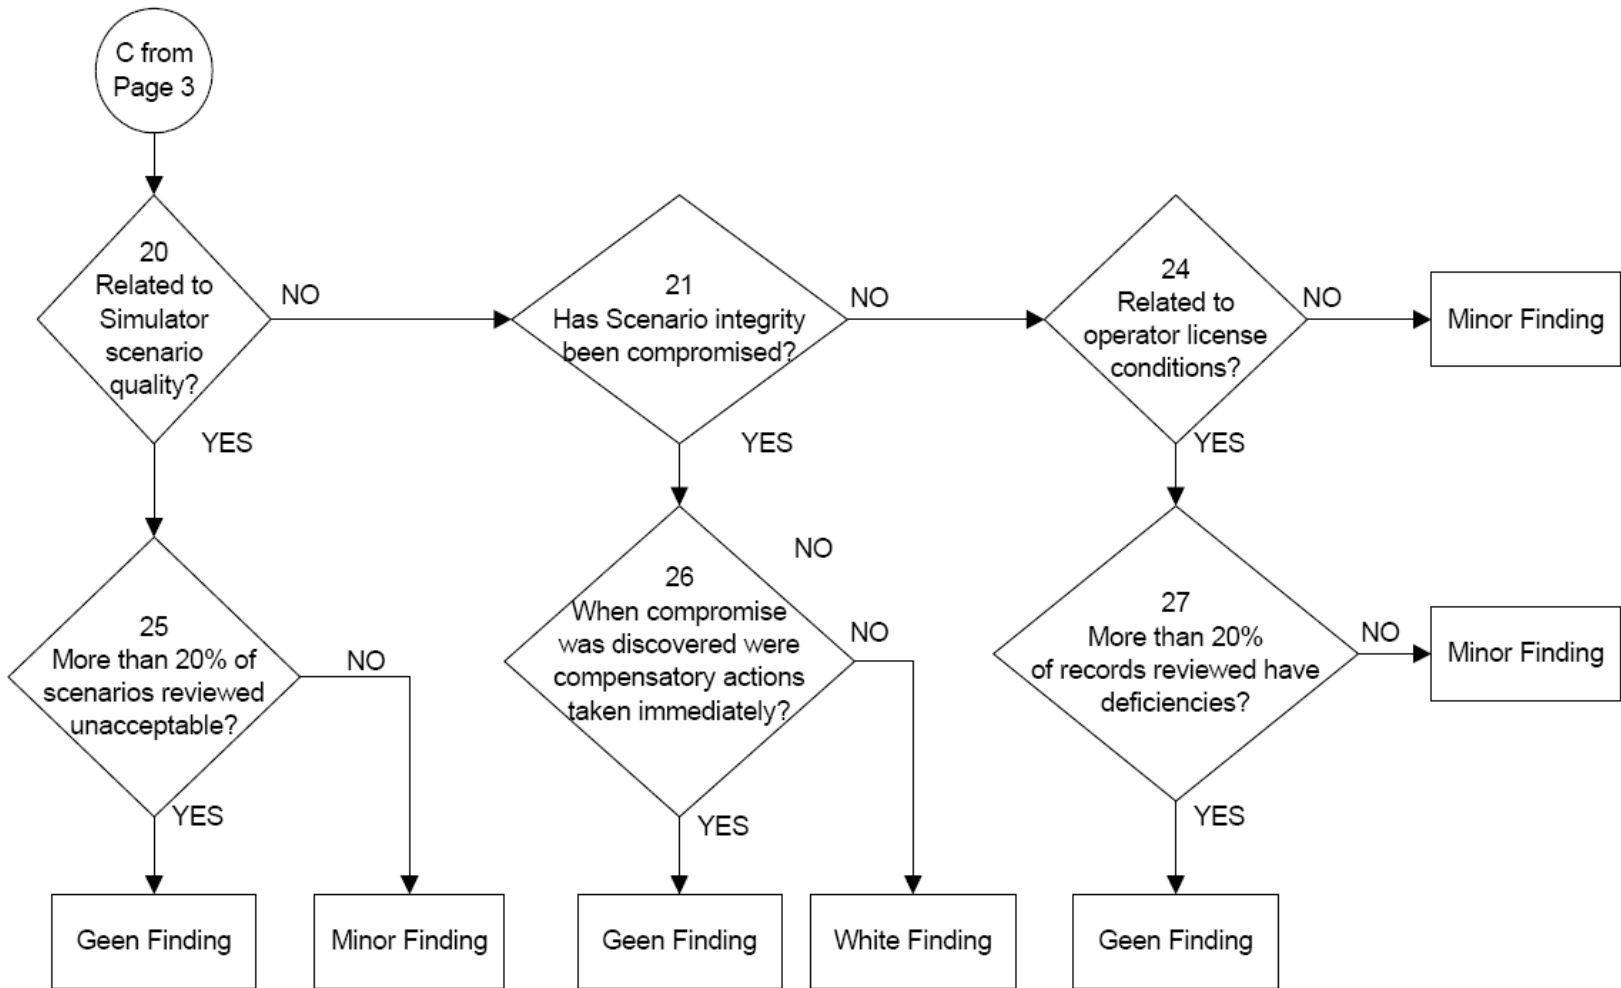 C from
Page 3
20
Related to
Simulator
scenario
quality?
NO
YES
21
Has Scenario integrity
been compromised?
NO
YES
24
Related to
operator license
conditions?
NO
YES
Minor Finding
25
More than 20% of
scenarios reviewed
unacceptable?
NO
YES
NO
26
When compromise
was discovered were
compensatory actions
taken immediately?
NO
YES
27
More than 20%
of records reviewed have
deficiencies?
NO
YES
Minor Finding
Geen Finding
Minor Finding
Geen Finding
White Finding
Geen Finding